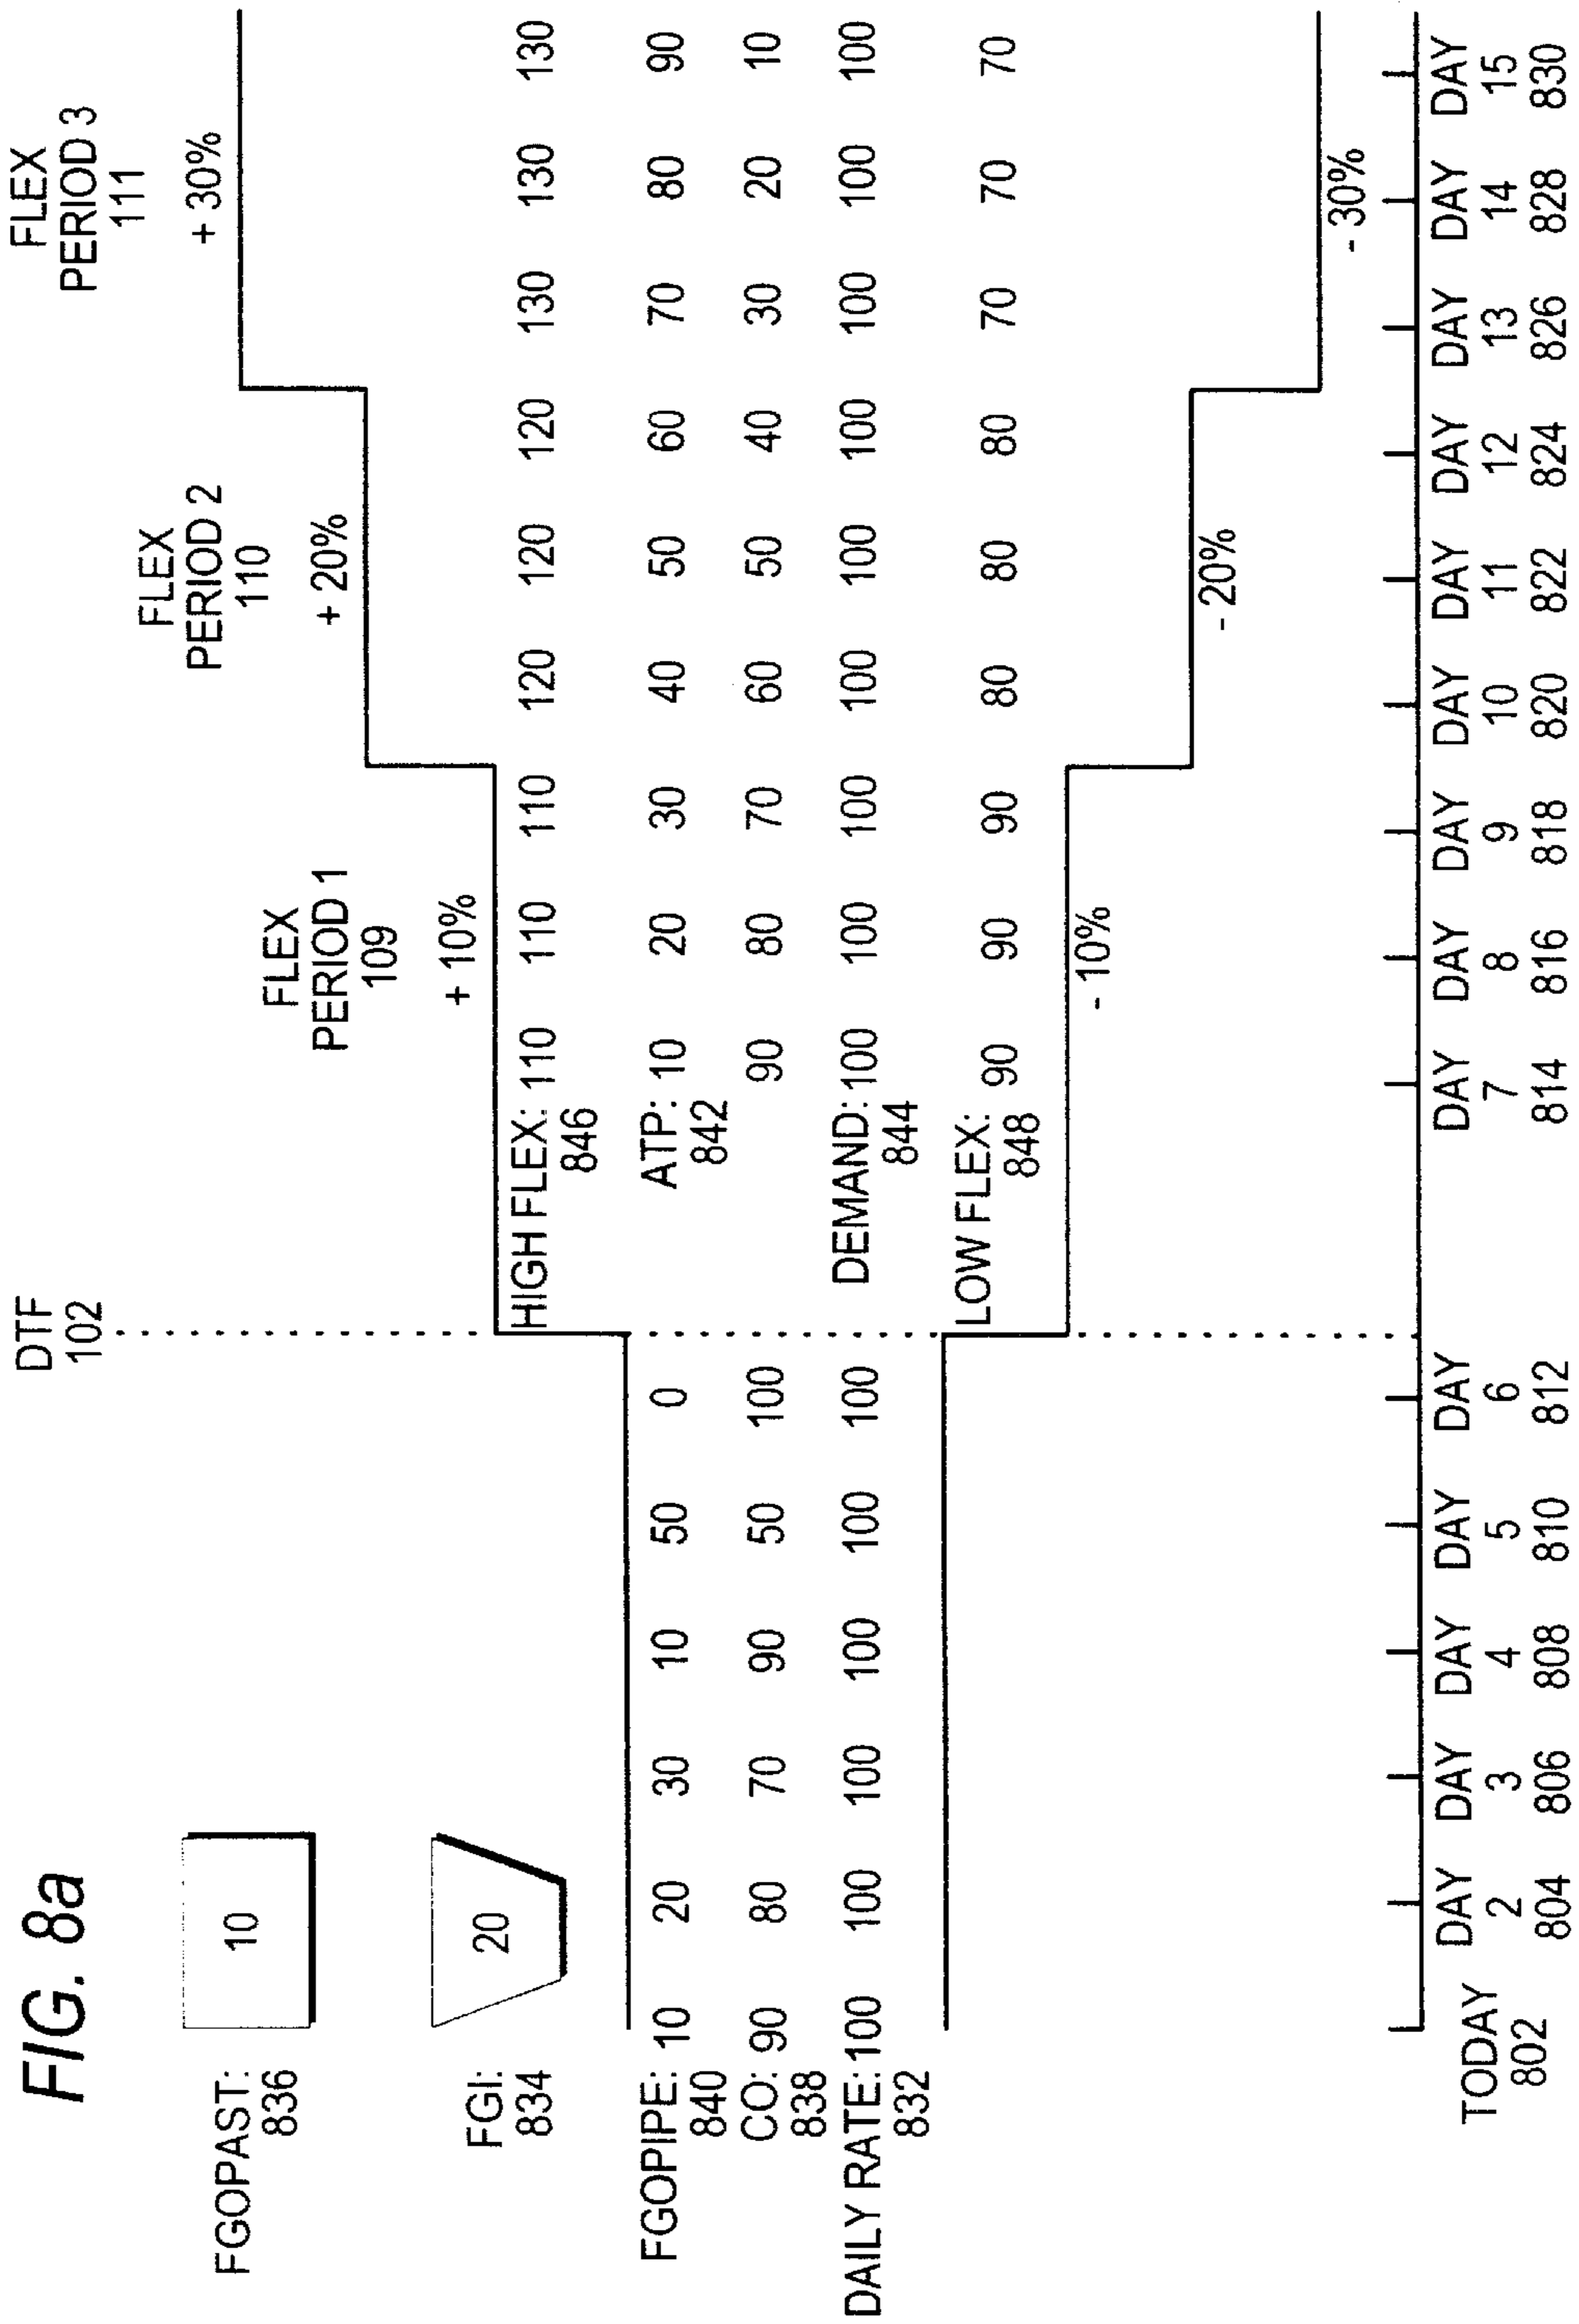 FIG. 8a
DTF
102
FLEX
PERIOD 3
111
FLEX
PERIOD 2
110
FLEX
PERIOD 1
109
+ 30%
+ 20%
+ 10%
FGOPAST:
836
10
FGI:
834
20
HIGH FLEX: 110 110 110 120 120 120 130 130 130
846
FGOPIPE: 10 20 30 10 50 0
840
ATP: 10 20 30 40 50 60 70 80 90
842
CO: 90 80 70 90 50 100 90 80 70 60 50 40 30 20 10
838
DAILY RATE: 100 100 100 100 100 100
832
DEMAND: 100 100 100 100 100 100 100 100 100
844
LOW FLEX: 90 90 90 80 80 80 70 70 70
848
- 10%
- 20%
- 30%
TODAY DAY DAY DAY DAY DAY DAY DAY DAY DAY DAY DAY DAY DAY DAY
2 3 4 5 6 7 8 9 10 11 12 13 14 15
802 804 806 808 810 812 814 816 818 820 822 824 826 828 830